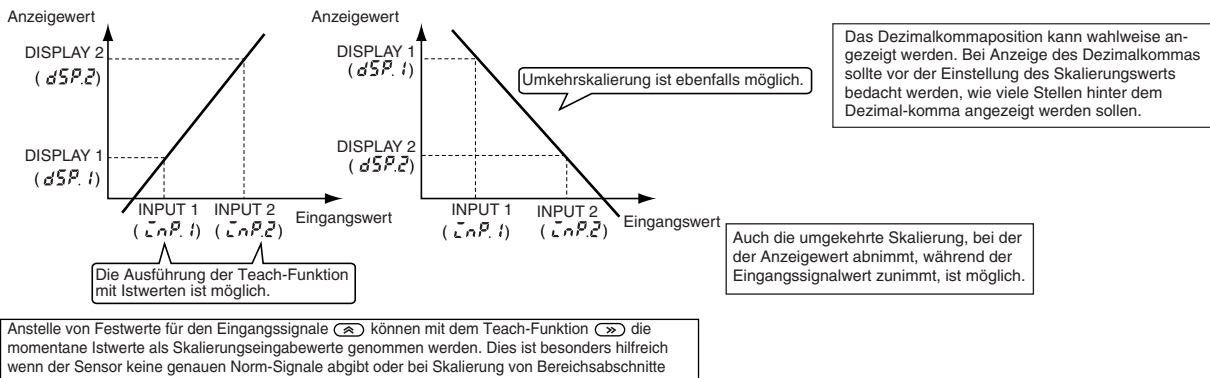 Anzeigewert
DISPLAY 2
( dSP.2)
DISPLAY 1
( dSP. 1)
INPUT 1 INPUT 2
( inP. 1) ( inP.2)
Eingangswert
Die Ausführung der Teach-Funktion
mit Istwerten ist möglich.
Anzeigewert
DISPLAY 1
( dSP. 1)
Umkehrskalierung ist ebenfalls möglich.
DISPLAY 2
( dSP.2)
INPUT 1 INPUT 2
( inP. 1) ( inP.2)
Eingangswert
Das Dezimalkommaposition kann wahlweise an-
gezeigt werden. Bei Anzeige des Dezimalkommas
sollte vor der Einstellung des Skalierungswerts
bedacht werden, wie viele Stellen hinter dem
Dezimal-komma angezeigt werden sollen.
Auch die umgekehrte Skalierung, bei der
der Anzeigewert abnimmt, während der
Eingangssignalwert zunimmt, ist möglich.
Anstelle von Festwerte für den Eingangssignale können mit dem Teach-Funktion die
momentane Istwerte als Skalierungseingabewerte genommen werden. Dies ist besonders hilfreich
wenn der Sensor keine genauen Norm-Signale abgibt oder bei Skalierung von Bereichsabschnitte